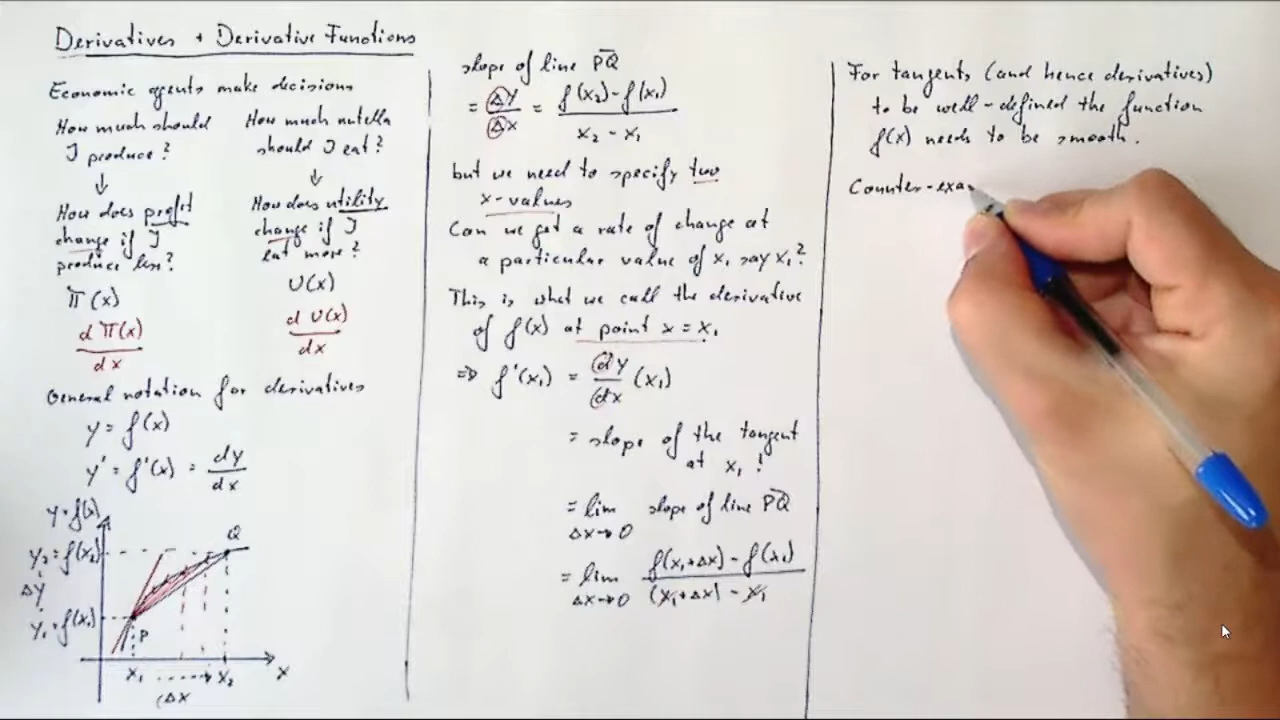 Derivatives + Derivative Functions
Economic agents make decisions
How much should
I produce?
How much nutella
should I eat?
↓
↓
How does profit
change if I
produce less?
How does utility
change if I
eat more?
π(x)
U(x)
d π(x)
dx
d U(x)
dx
General notation for derivatives
y = f(x)
y' = f'(x) = dy
dx
y=f(x)
Q
y₂=f(x₂)
Δy
y₁=f(x₁)
P
x₁
x₂
x
Δx
slope of line PQ
= Δy = f(x₂)-f(x₁)
Δx
x₂ - x₁
but we need to specify two
x-values
Can we get a rate of change at
a particular value of x, say x₁?
This is what we call the derivative
of f(x) at point x = x₁
⇒ f'(x₁) = dy (x₁)
dx
= slope of the tangent
at x₁!
= lim slope of line PQ
Δx→0
= lim f(x₁+Δx) - f(x₁)
Δx→0 (x₁+Δx) - x₁
For tangents (and hence derivatives)
to be well-defined the function
f(x) needs to be smooth.
Counter-exa